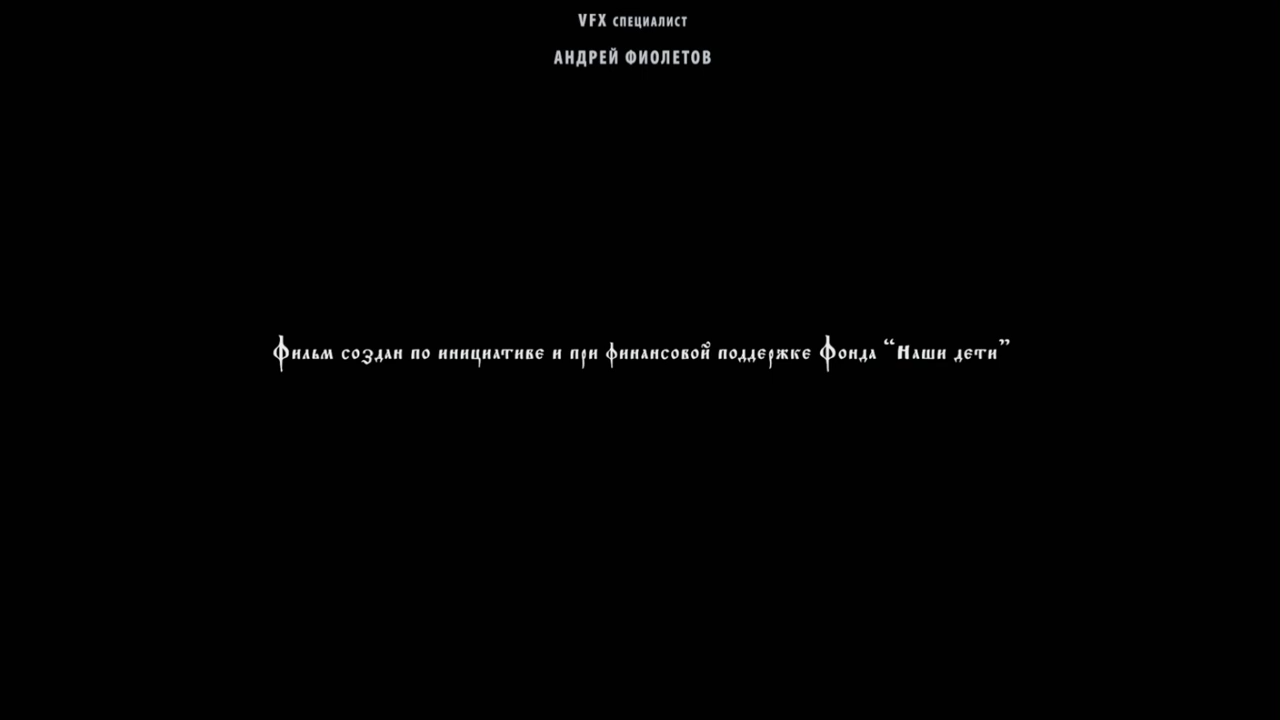 VFX специалист
АНДРЕЙ ФИОЛЕТОВ
Фильм создан по инициативе и при финансовой поддержке Фонда “Наши дети”